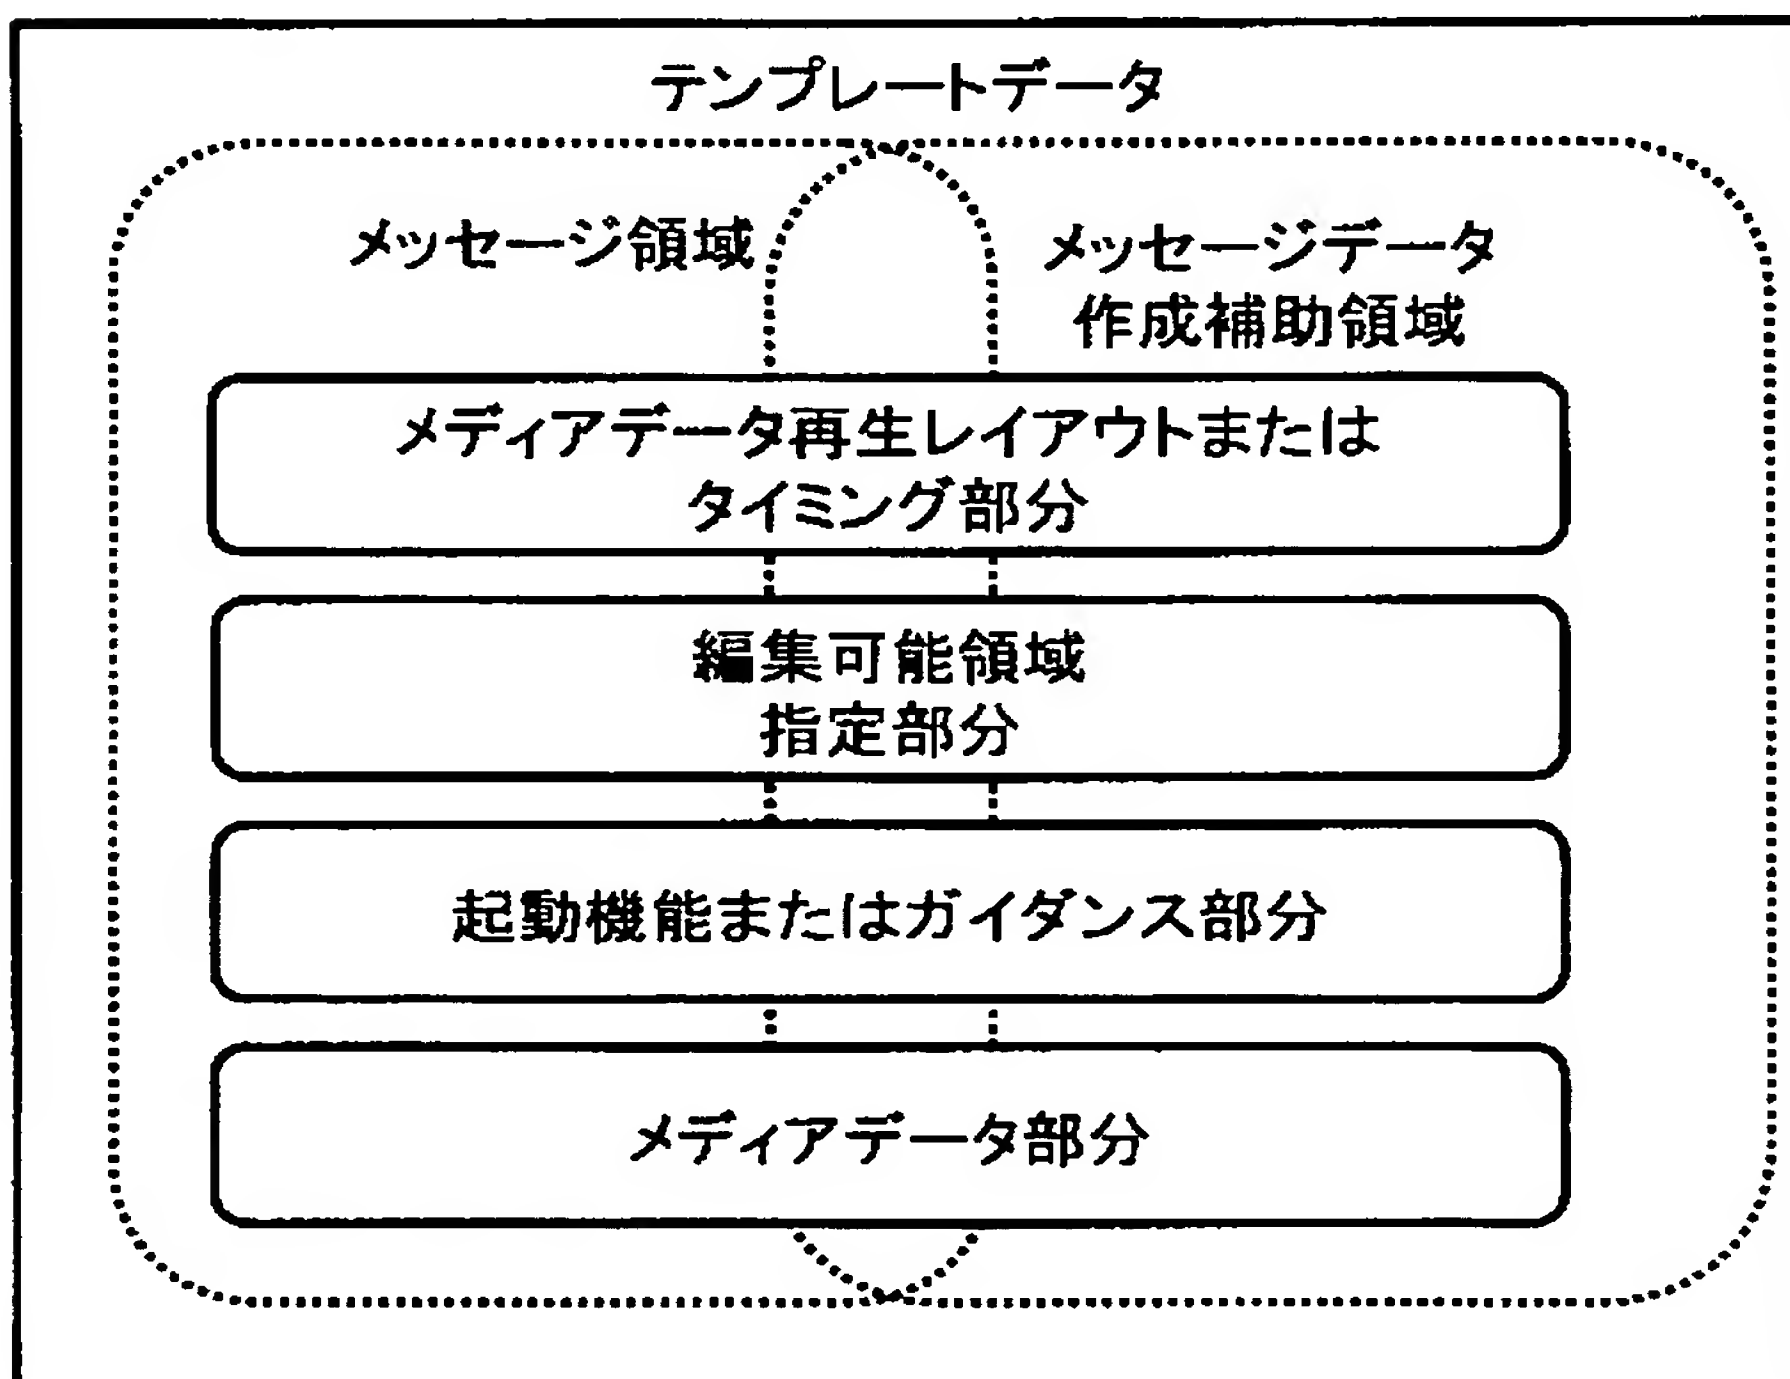 テンプレートデータ
メッセージ領域
メッセージデータ
作成補助領域
メディアデータ再生レイアウトまたは
タイミング部分
編集可能領域
指定部分
起動機能またはガイダンス部分
メディアデータ部分